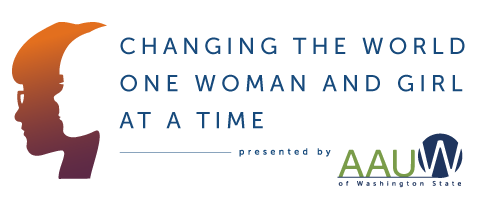 CHANGING THE WORLD
ONE WOMAN AND GIRL
AT A TIME
presented by
AAUW
of Washington State